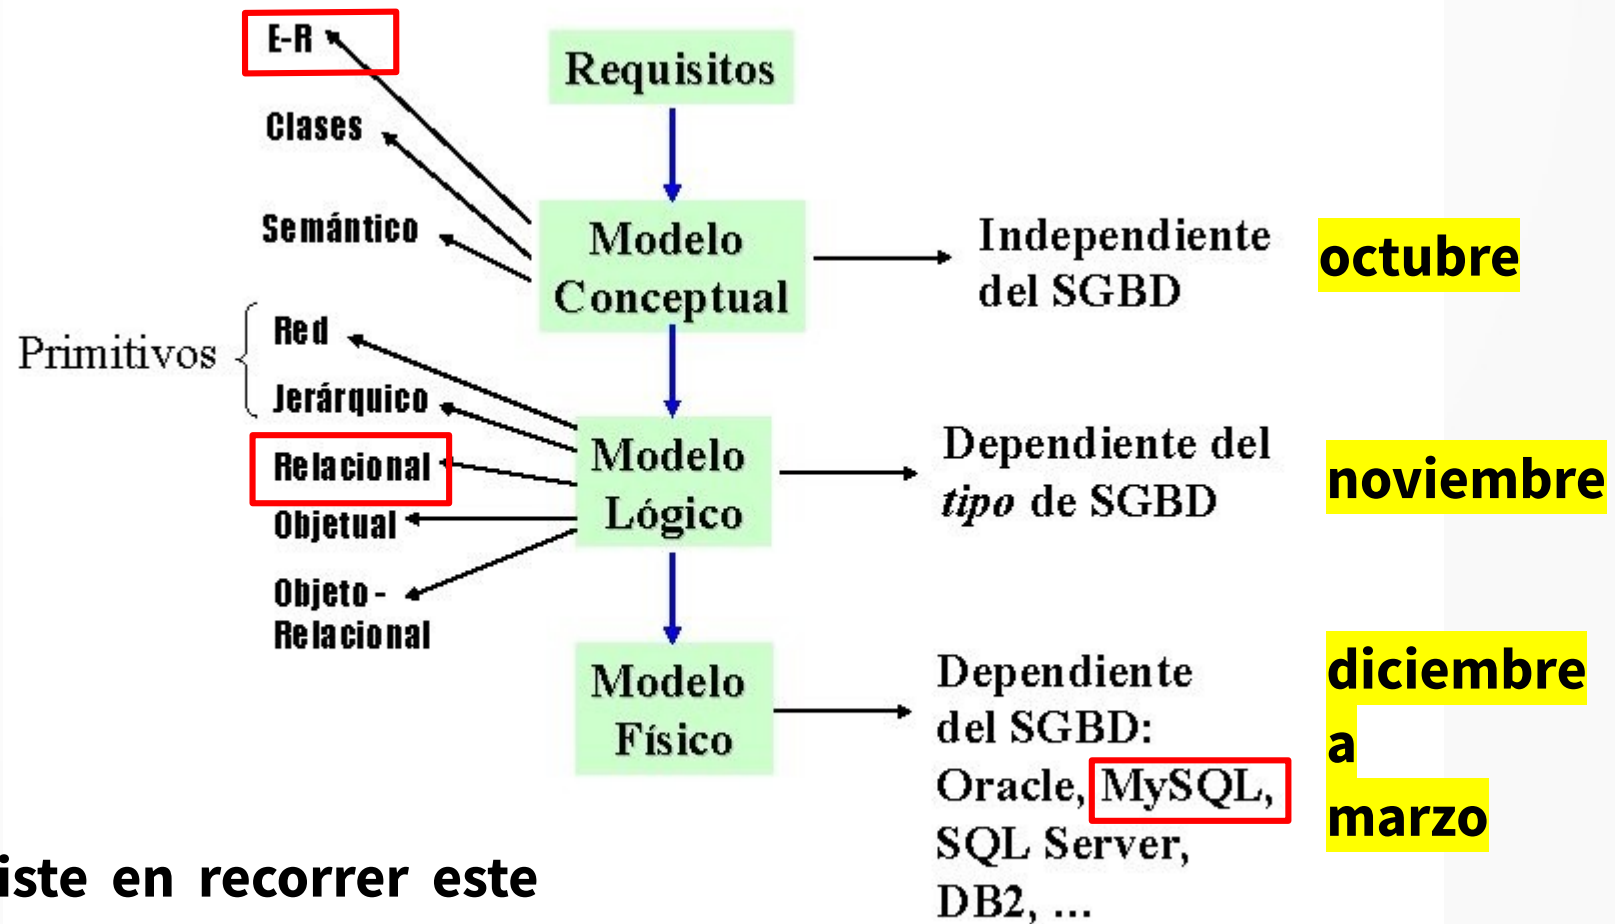 E-R
Requisitos
Clases
Semántico
Modelo
Conceptual
Independiente
del SGBD
octubre
Primitivos
Red
Jerárquico
Relacional
Objetual
Objeto -
Relacional
Modelo
Lógico
Dependiente del
tipo de SGBD
noviembre
Modelo
Físico
Dependiente
del SGBD:
Oracle, MySQL,
SQL Server,
DB2, ...
diciembre
a
marzo
iste en recorrer este